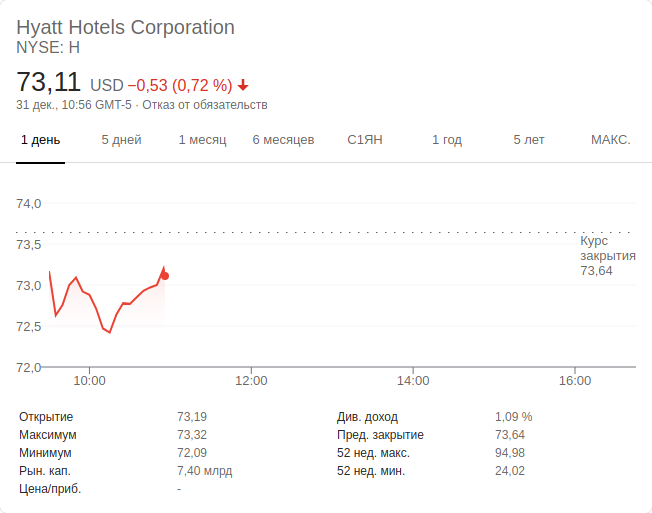 Hyatt Hotels Corporation
NYSE: H
73,11 USD −0,53 (0,72 %)
31 дек., 10:56 GMT-5 · Отказ от обязательств
1 день 5 дней 1 месяц 6 месяцев С1ЯН 1 год 5 лет МАКС.
74,0
73,5
73,0
72,5
72,0
Курс
закрытия
73,64
10:00 12:00 14:00 16:00
Открытие 73,19 Див. доход 1,09 %
Максимум 73,32 Пред. закрытие 73,64
Минимум 72,09 52 нед. макс. 94,98
Рын. кап. 7,40 млрд 52 нед. мин. 24,02
Цена/приб. -